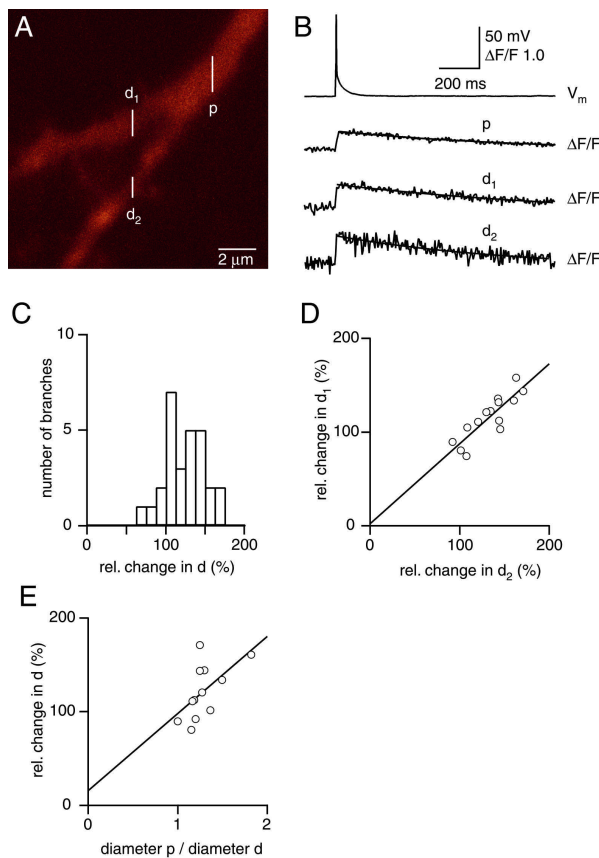 A
d1
p
d2
2 μm
B
50 mV
ΔF/F 1.0
200 ms
Vm
p
ΔF/F
d1
ΔF/F
d2
ΔF/F
C
10
5
0
number of branches
0
100
200
rel. change in d (%)
D
200
100
0
rel. change in d1 (%)
0
100
200
rel. change in d2 (%)
E
200
100
0
rel. change in d (%)
0
1
2
diameter p / diameter d